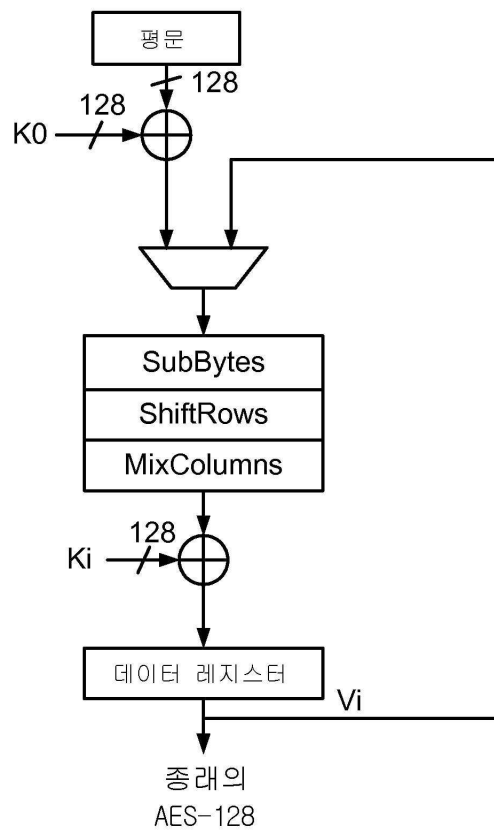 평문
128
128
K0
SubBytes
ShiftRows
MixColumns
128
Ki
데이터 레지스터
Vi
종래의
AES-128